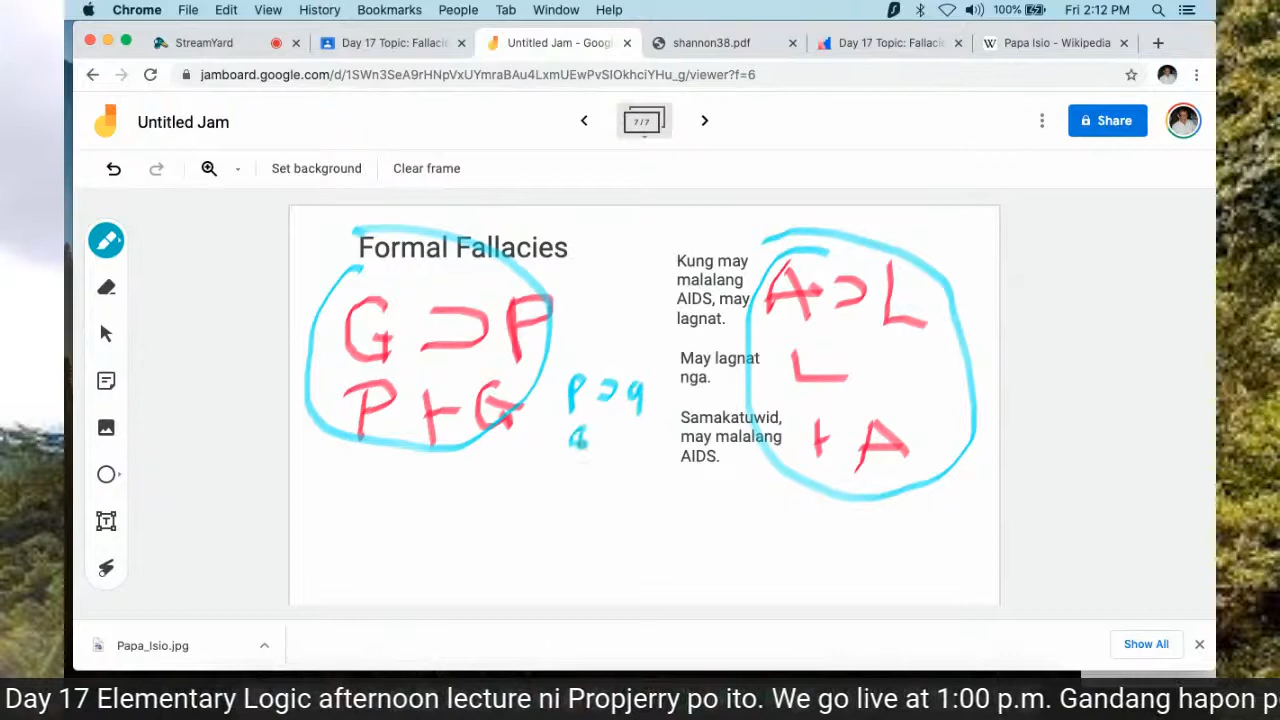 Chrome File Edit View History Bookmarks People Tab Window Help 100% Fri 2:12 PM
StreamYard
Day 17 Topic: Fallacie
Untitled Jam - Goog
shannon38.pdf
Day 17 Topic: Fallacie
Papa Isio - Wikipedia
jamboard.google.com/d/1SWn3SeA9rHNpVxUYmraBAu4LxmUEwPvSIOkhciYHu_g/viewer?f=6
Untitled Jam
7/7
Share
Set background
Clear frame
Formal Fallacies
G ⊃ P
P ⊢ G
p ⊃ q
Kung may
malalang
AIDS, may
lagnat.
May lagnat
nga.
Samakatuwid,
may malalang
AIDS.
A ⊃ L
L
⊢ A
Papa_Isio.jpg
Show All
Day 17 Elementary Logic afternoon lecture ni Propjerry po ito. We go live at 1:00 p.m. Gandang hapon p